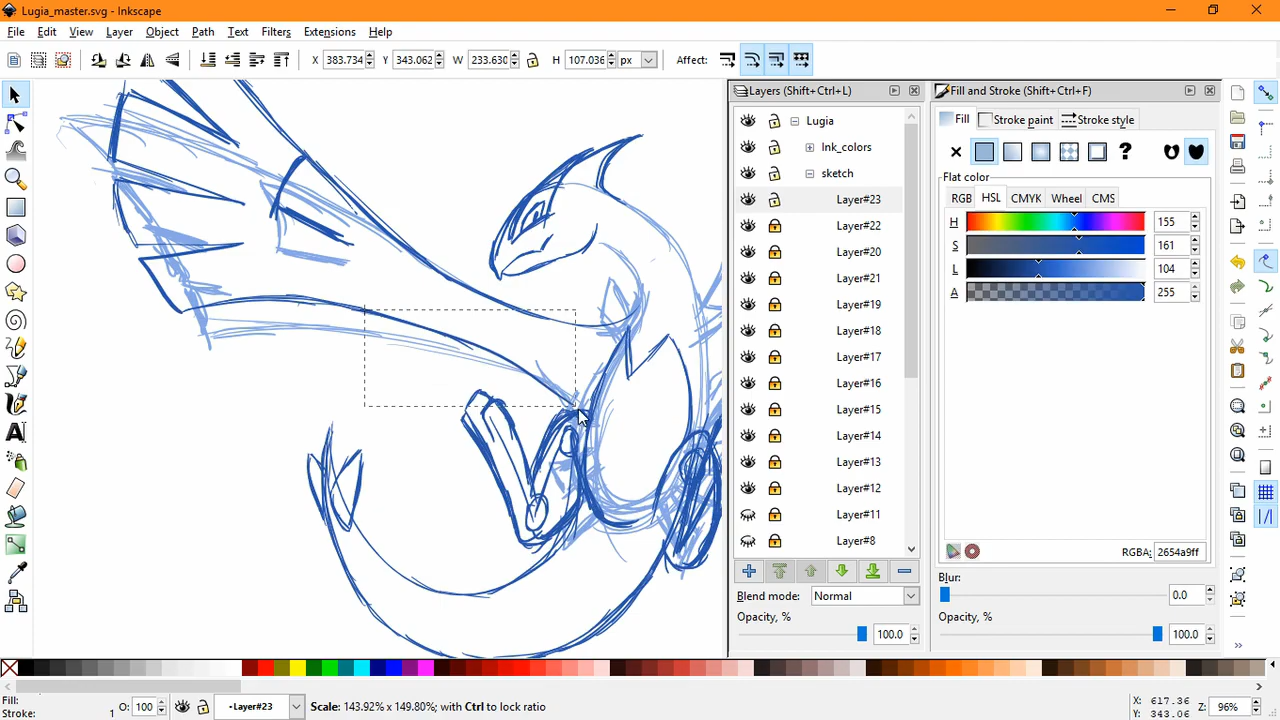 Lugia_master.svg - Inkscape
File Edit View Layer Object Path Text Filters Extensions Help
X 383.734 Y 343.062 W 233.630 H 107.036 px Affect:
Layers (Shift+Ctrl+L)
Fill and Stroke (Shift+Ctrl+F)
Lugia
Ink_colors
sketch
Layer#23
Layer#22
Layer#20
Layer#21
Layer#19
Layer#18
Layer#17
Layer#16
Layer#15
Layer#14
Layer#13
Layer#12
Layer#11
Layer#8
Blend mode: Normal
Opacity, %
100.0
Fill Stroke paint Stroke style
Flat color
RGB HSL CMYK Wheel CMS
H 155
S 161
L 104
A 255
RGBA: 2654a9ff
Blur:
0.0
Opacity, %
100.0
Fill:
Stroke: 1
O: 100
·Layer#23
Scale: 143.92% x 149.80%; with Ctrl to lock ratio
X: 617.36
Y: 343.06
Z: 96%